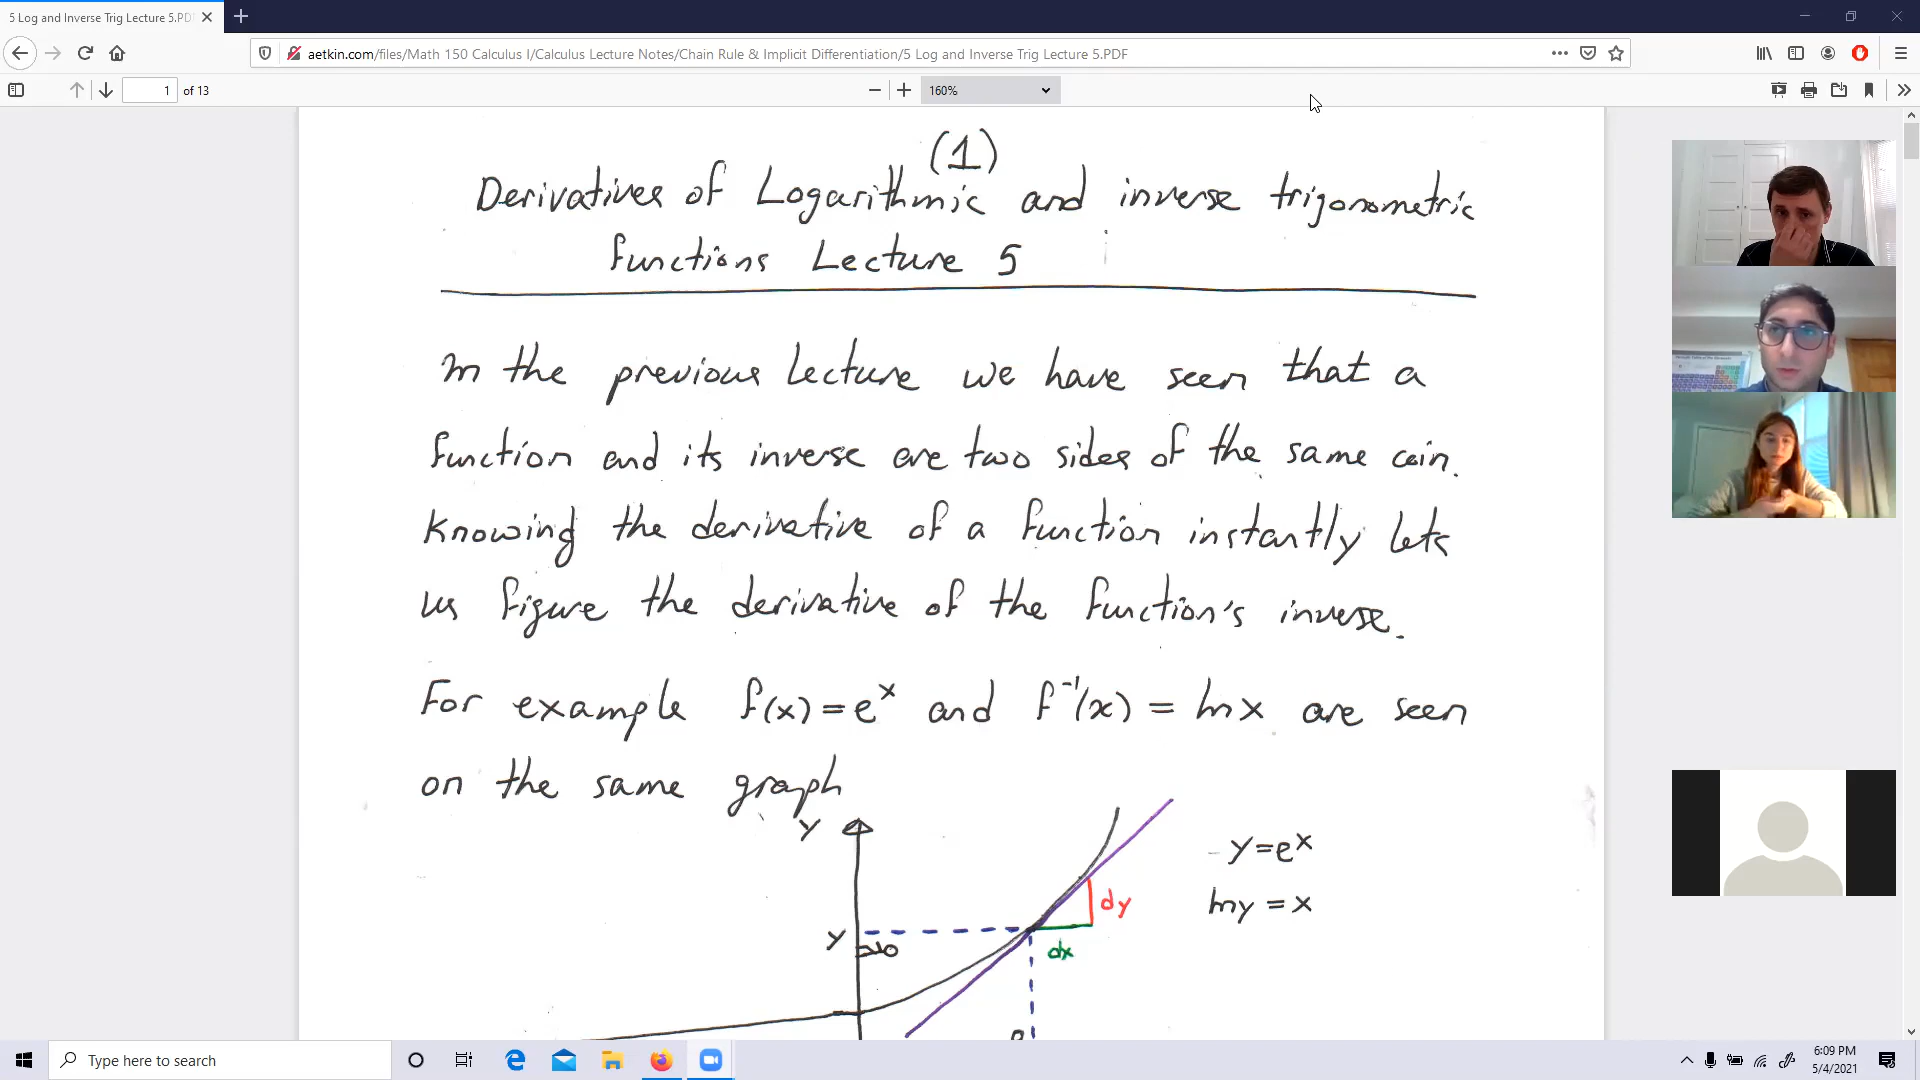 5 Log and Inverse Trig Lecture 5.PD
aetkin.com/files/Math 150 Calculus I/Calculus Lecture Notes/Chain Rule & Implicit Differentiation/5 Log and Inverse Trig Lecture 5.PDF
1 of 13
160%
(1)
Derivatives of Logarithmic and inverse trigonometric
functions Lecture 5
In the previous lecture we have seen that a
function and its inverse are two sides of the same coin.
Knowing the derivative of a function instantly lets
us figure the derivative of the function's inverse.
For example f(x)=e^x and f^-1(x) = ln x are seen
on the same graph
y
y=e^x
ln y = x
dy
y
dx
Type here to search
6:09 PM
5/4/2021